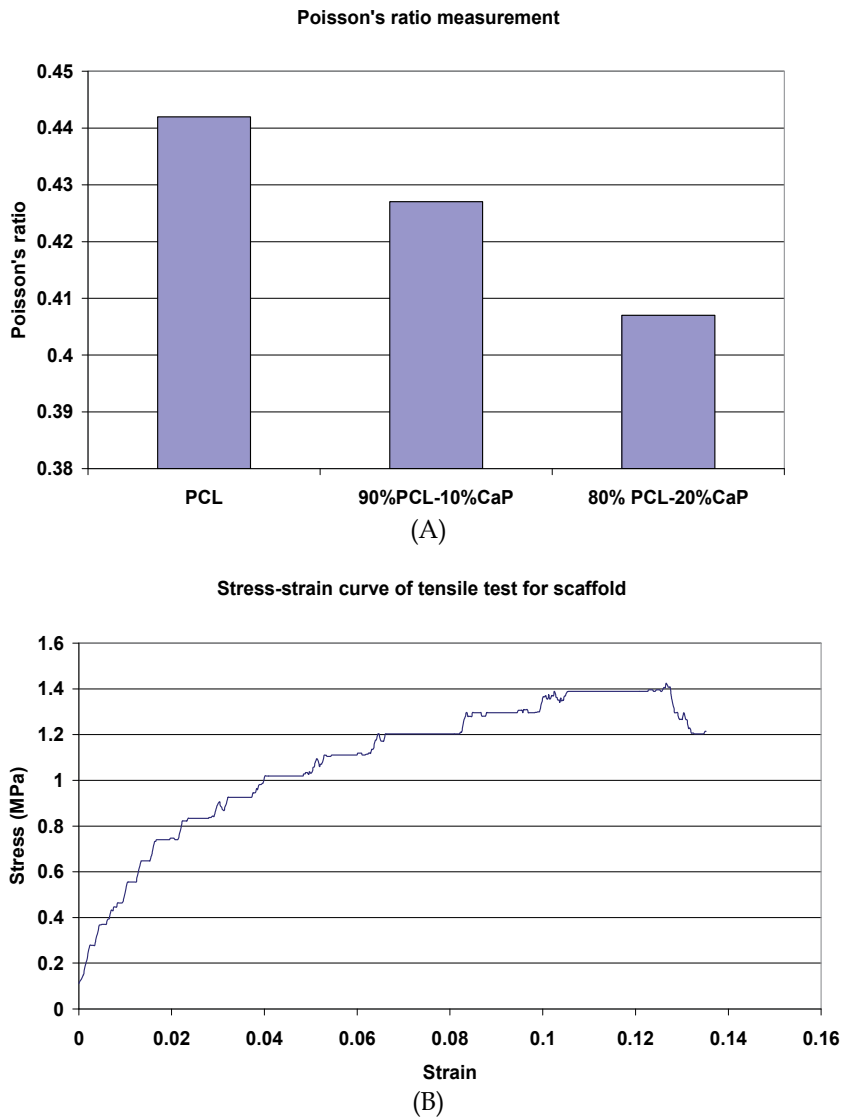 Poisson's ratio measurement
0.45
0.44
0.43
0.42
0.41
0.4
0.39
0.38
Poisson's ratio
PCL 90%PCL-10%CaP 80% PCL-20%CaP
(A)
Stress-strain curve of tensile test for scaffold
1.6
1.4
1.2
1
0.8
0.6
0.4
0.2
0
Stress (MPa)
0 0.02 0.04 0.06 0.08 0.1 0.12 0.14 0.16
Strain
(B)